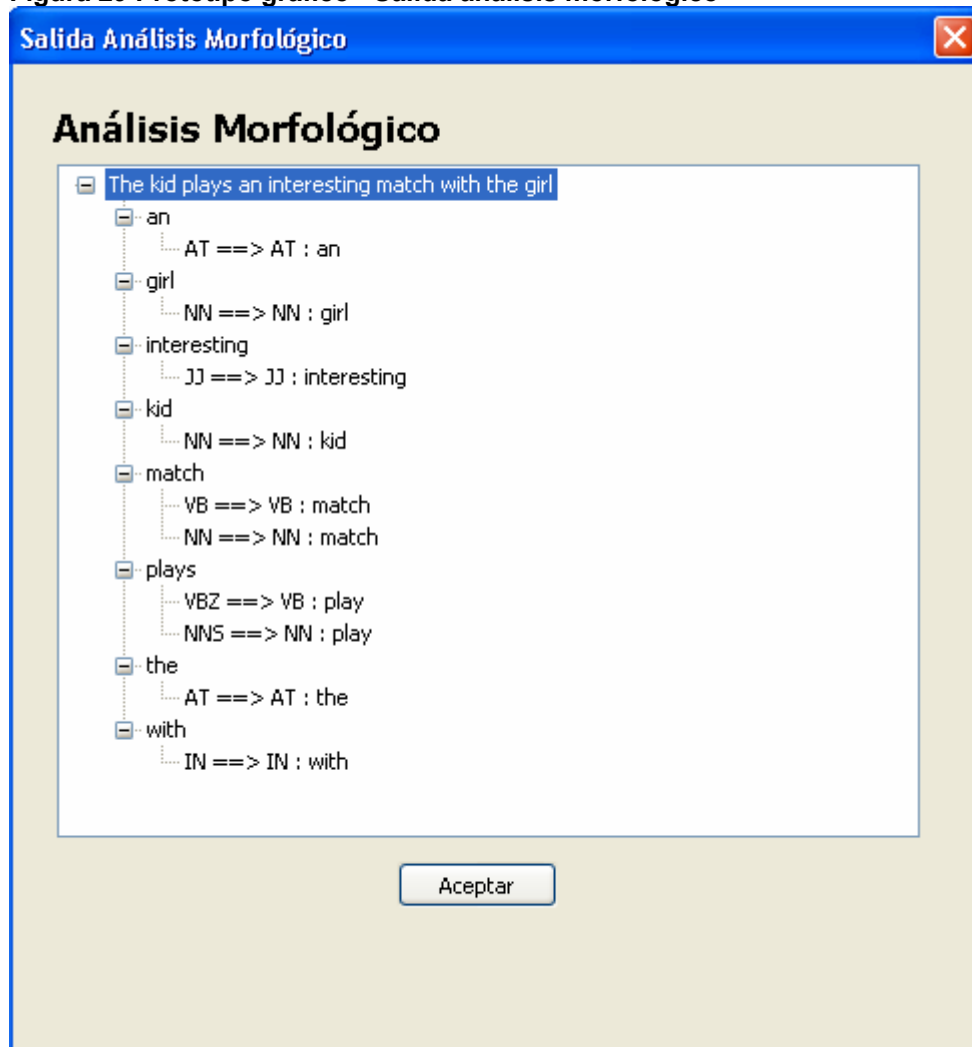 Salida Análisis Morfológico
Análisis Morfológico
The kid plays an interesting match with the girl
an
AT ==> AT : an
girl
NN ==> NN : girl
interesting
JJ ==> JJ : interesting
kid
NN ==> NN : kid
match
VB ==> VB : match
NN ==> NN : match
plays
VBZ ==> VB : play
NNS ==> NN : play
the
AT ==> AT : the
with
IN ==> IN : with
Aceptar